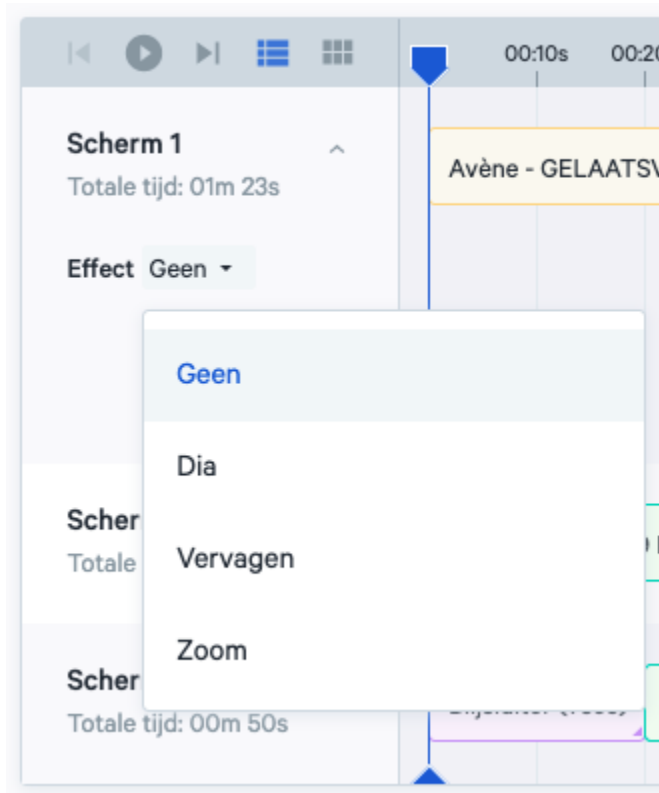 00:10s 00:20
Scherm 1
Totale tijd: 01m 23s
Avène - GELAATSV
Effect Geen
Geen
Dia
Vervagen
Zoom
Scher
Totale
Scher
Totale tijd: 00m 50s